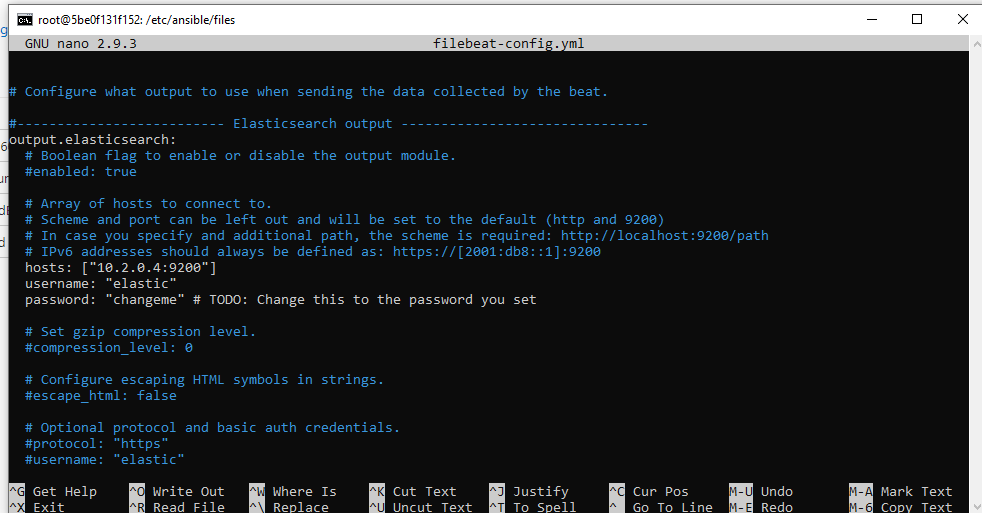 root@5be0f131f152: /etc/ansible/files
GNU nano 2.9.3 filebeat-config.yml
# Configure what output to use when sending the data collected by the beat.
#-------------------------- Elasticsearch output -------------------------------
output.elasticsearch:
# Boolean flag to enable or disable the output module.
#enabled: true
# Array of hosts to connect to.
# Scheme and port can be left out and will be set to the default (http and 9200)
# In case you specify and additional path, the scheme is required: http://localhost:9200/path
# IPv6 addresses should always be defined as: https://[2001:db8::1]:9200
hosts: ["10.2.0.4:9200"]
username: "elastic"
password: "changeme" # TODO: Change this to the password you set
# Set gzip compression level.
#compression_level: 0
# Configure escaping HTML symbols in strings.
#escape_html: false
# Optional protocol and basic auth credentials.
#protocol: "https"
#username: "elastic"
^G Get Help ^O Write Out ^W Where Is ^K Cut Text ^J Justify ^C Cur Pos M-U Undo M-A Mark Text
^X Exit ^R Read File ^\ Replace ^U Uncut Text ^T To Spell ^_ Go To Line M-E Redo M-6 Copy Text